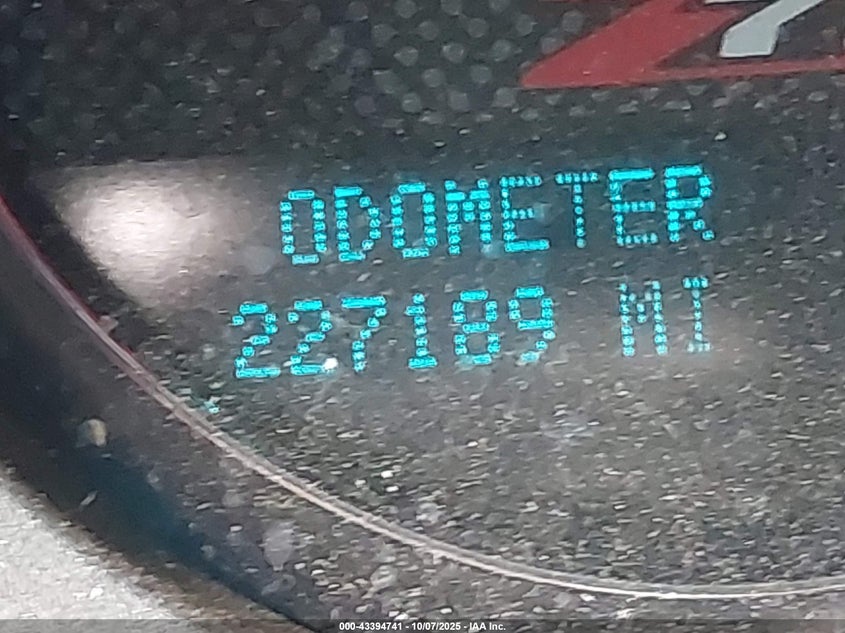 ODOMETER
227189 MI
000-43394741 - 10/07/2025 - IAA Inc.